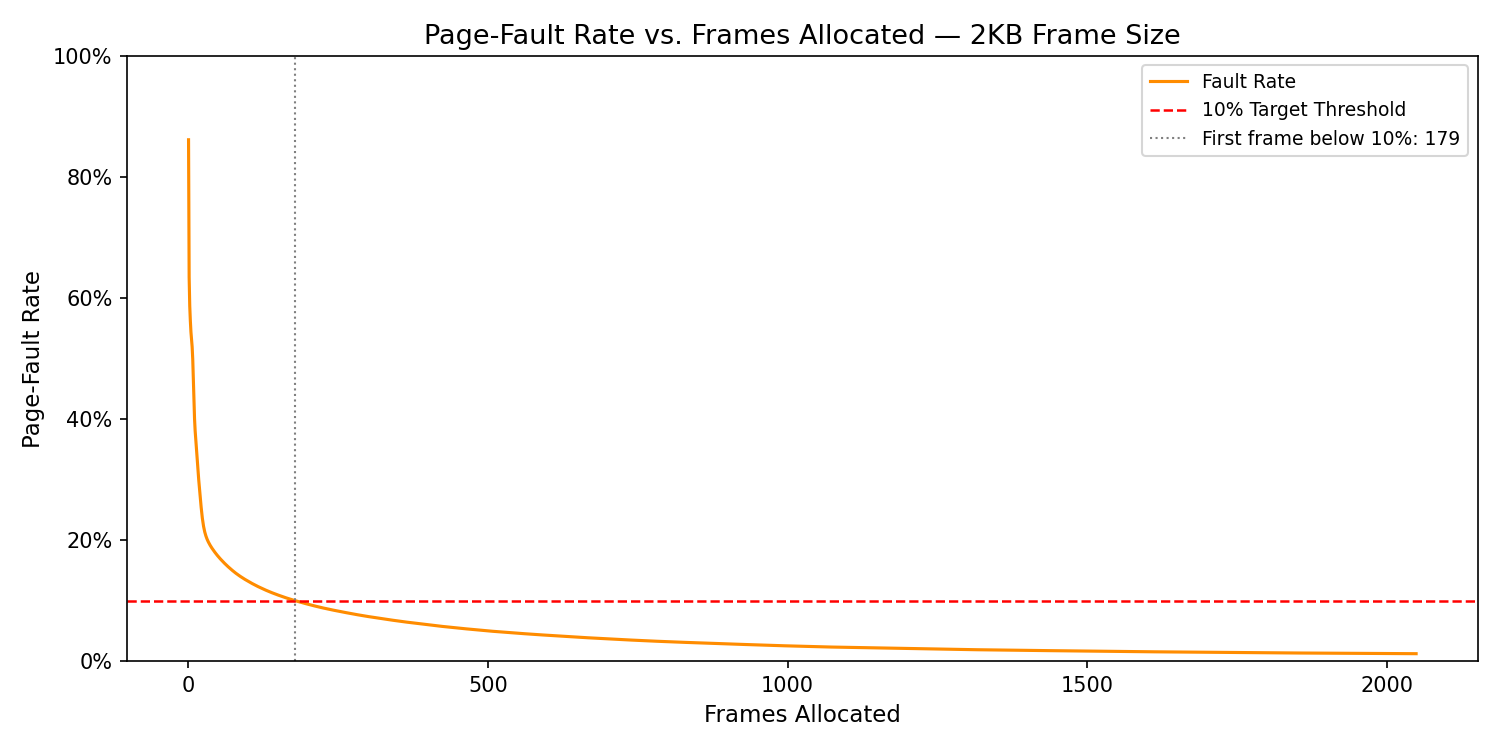 Page-Fault Rate vs. Frames Allocated — 2KB Frame Size
Page-Fault Rate
100%
80%
60%
40%
20%
0%
Fault Rate
10% Target Threshold
First frame below 10%: 179
0
500
1000
1500
2000
Frames Allocated